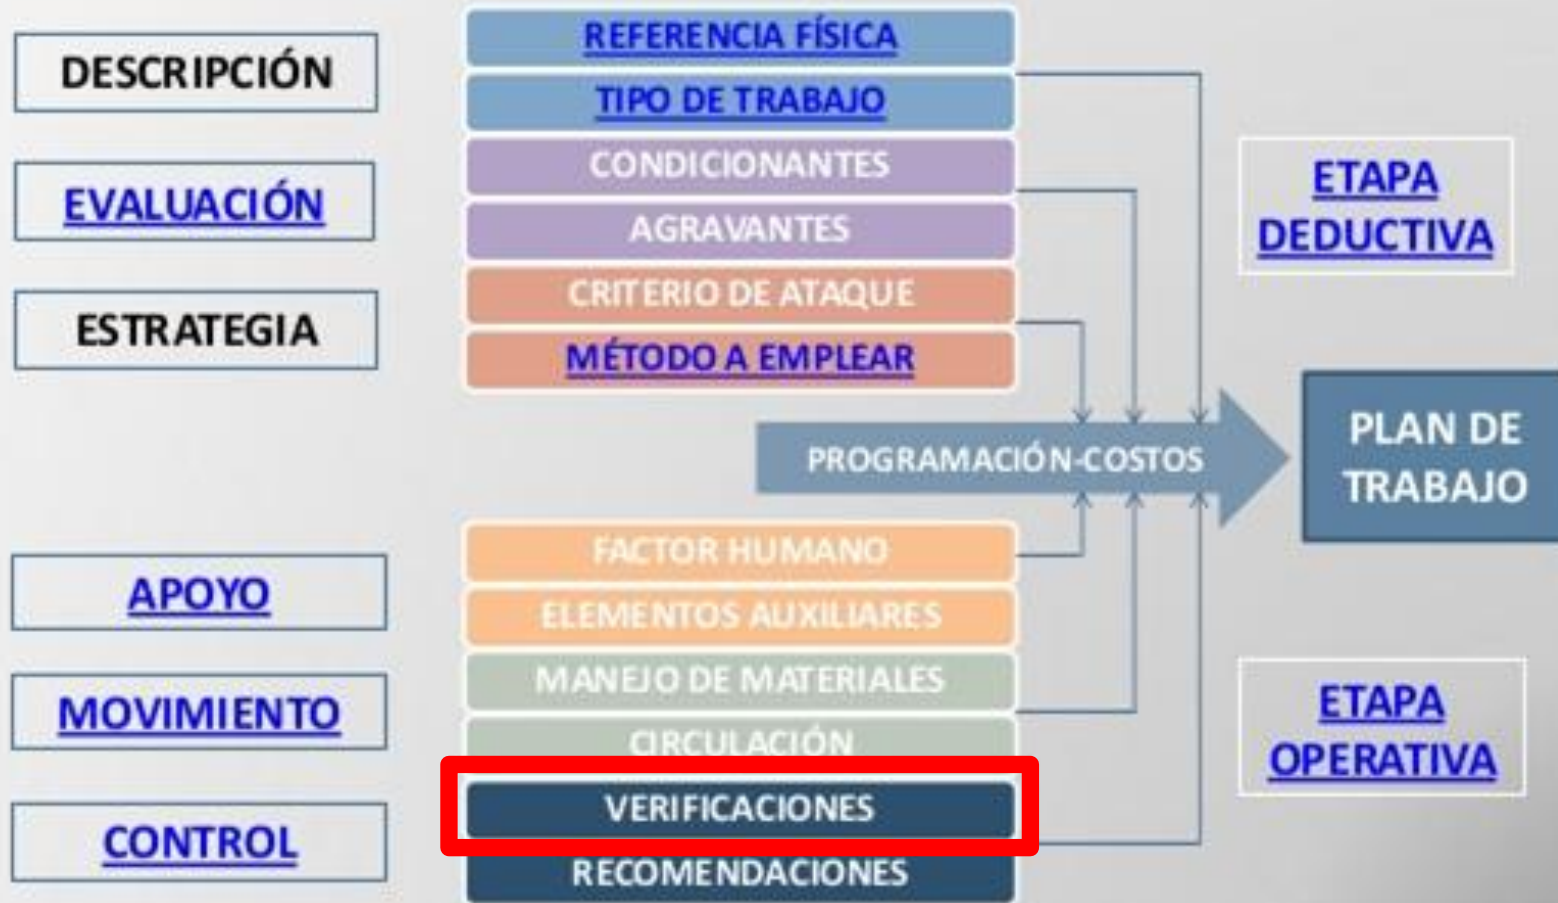 DESCRIPCIÓN
REFERENCIA FÍSICA
TIPO DE TRABAJO
EVALUACIÓN
CONDICIONANTES
AGRAVANTES
ESTRATEGIA
CRITERIO DE ATAQUE
MÉTODO A EMPLEAR
ETAPA
DEDUCTIVA
PROGRAMACIÓN-COSTOS
PLAN DE
TRABAJO
APOYO
FACTOR HUMANO
ELEMENTOS AUXILIARES
MOVIMIENTO
MANEJO DE MATERIALES
CIRCULACIÓN
CONTROL
VERIFICACIONES
RECOMENDACIONES
ETAPA
OPERATIVA